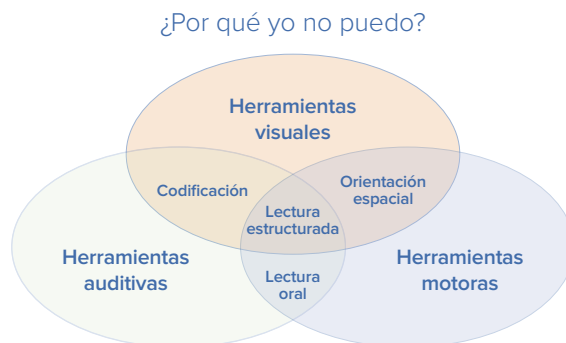 ¿Por qué yo no puedo?
Herramientas
visuales
Codificación
Orientación
espacial
Lectura
estructurada
Herramientas
auditivas
Herramientas
motoras
Lectura
oral